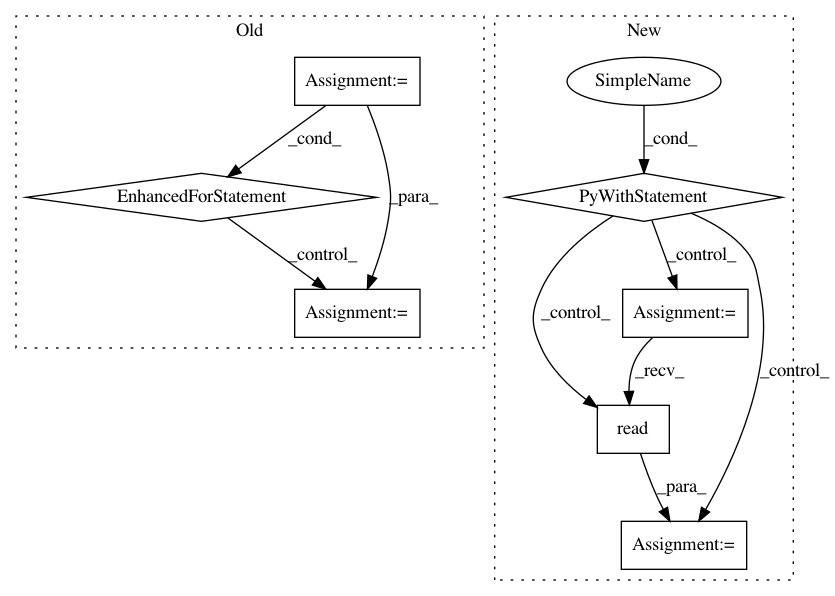 Old
New
Assignment:=
SimpleName
_cond_
_cond_
EnhancedForStatement
_para_
PyWithStatement
_control_
_control_
Assignment:=
_control_
Assignment:=
_recv_
_control_
read
_para_
Assignment:=